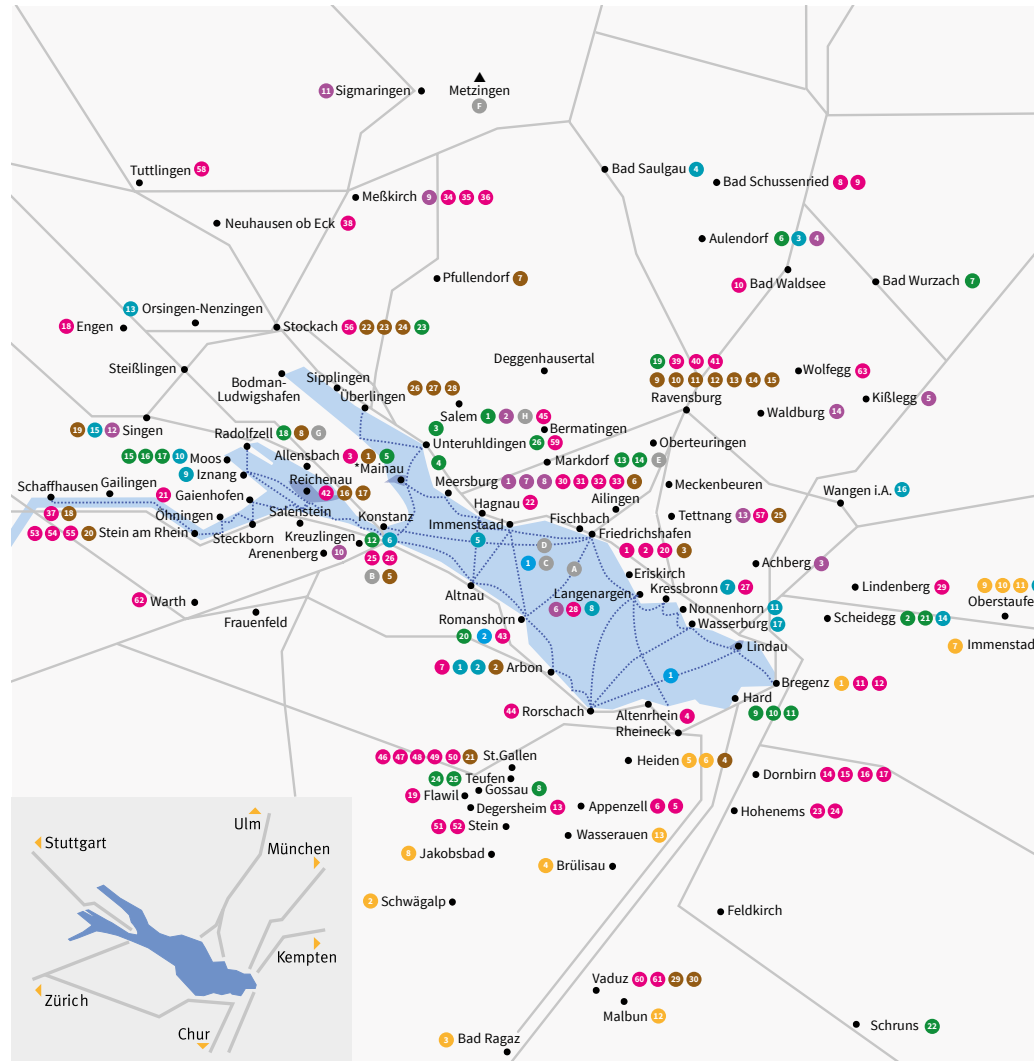 11 Sigmaringen
Metzingen
F
Tuttlingen 58
Bad Saulgau 4
Bad Schussenried 8 9
Meßkirch 9 34 35 36
Neuhausen ob Eck 38
Aulendorf 6 3 4
Pfullendorf 7
10 Bad Waldsee
Bad Wurzach 7
13 Orsingen-Nenzingen
18 Engen
Stockach 56 22 23 24 23
Steißlingen
Deggenhausertal
19 39 40 41
9 10 11 12 13 14 15
Ravensburg
Wolfegg 63
Bodman-
Ludwigshafen
Sipplingen
Überlingen
26 27 28
Salem 1 2 H 45
Kißlegg 5
Waldburg 14
19 15 12 Singen
Radolfzell 18 8 G
3
Bermatingen
Unteruhldingen 26 59
Oberteuringen
15 16 17 10 Moos
Allensbach 3 1 5
4
Markdorf 13 14 E
9 Iznang
*Mainau
Reichenau
42 16 17
Meersburg 1 7 8 30 31 32 33 6
Meckenbeuren
Schaffhausen
37 18
Gailingen
21
Gaienhofen
Hagnau 22
Ailingen
Wangen i.A. 16
Öhningen
Salenstein
Konstanz
12 6
25 26
B 5
Immenstaad
5
Fischbach
Tettnang 13 57 25
53 54 55 20 Stein am Rhein
Steckborn
Kreuzlingen
Friedrichshafen
1 2 20 3
Arenenberg 10
D
1 C
A
Achberg 3
Eriskirch
Altnau
Langenargen
6 28 8
Kressbronn 7 27
Lindenberg 29
9 10 11
Oberstaufe
62 Warth
Nonnenhorn 11
Frauenfeld
Romanshorn
20 2 43
Wasserburg 17
Scheidegg 2 21 14
7 Immenstad
Lindau
7 1 2 2 Arbon
1
Bregenz 1 11 12
44 Rorschach
Altenrhein 4
Hard
9 10 11
Rheineck
46 47 48 49 50 21 St.Gallen
Heiden 5 6 4
24 25 Teufen
Dornbirn 14 15 16 17
Gossau 8
19 Flawil
Degersheim 13
Appenzell 6 5
Hohenems 23 24
51 52 Stein
Wasserauen 13
8 Jakobsbad
4 Brülisau
2 Schwägalp
Feldkirch
Vaduz 60 61 29 30
Malbun 12
3 Bad Ragaz
Schruns 22
Ulm
Stuttgart
München
Kempten
Zürich
Chur